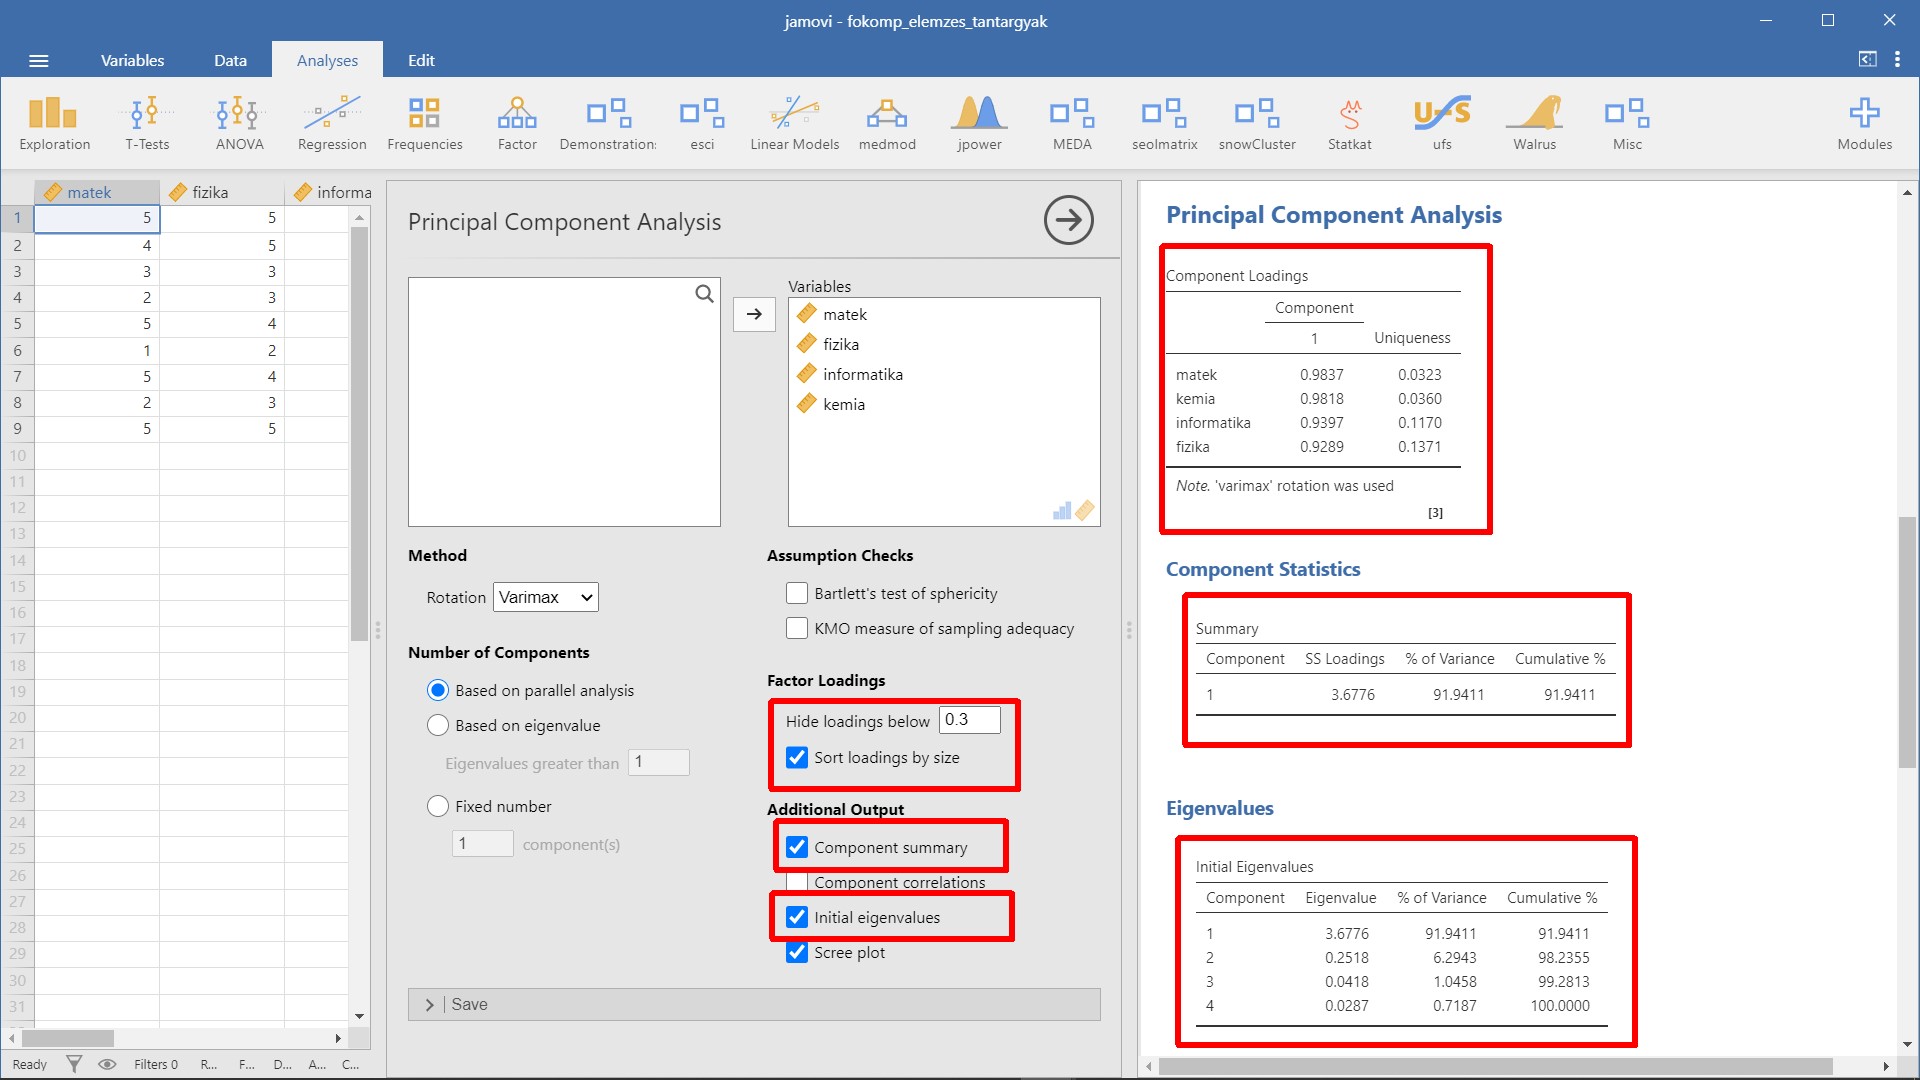 jamovi - fokomp_elemzes_tantargyak
Variables Data Analyses Edit
Exploration T-Tests ANOVA Regression Frequencies Factor Demonstration esci Linear Models medmod jpower MEDA seolmatrix snowCluster Statkat ufs Walrus Misc Modules
matek fizika informa
1 5 5
2 4 5
3 3 3
4 2 3
5 5 4
6 1 2
7 5 4
8 2 3
9 5 5
10
11
12
13
14
15
16
17
18
19
20
21
22
23
24
25
26
27
28
29
30
31
Ready Filters 0 R... F... D... A... C...
Principal Component Analysis
Variables
matek
fizika
informatika
kemia
Method
Rotation Varimax
Number of Components
Based on parallel analysis
Based on eigenvalue
Eigenvalues greater than 1
Fixed number
1 component(s)
Assumption Checks
Bartlett's test of sphericity
KMO measure of sampling adequacy
Factor Loadings
Hide loadings below 0.3
Sort loadings by size
Additional Output
Component summary
Component correlations
Initial eigenvalues
Scree plot
Save
Principal Component Analysis
Component Loadings
Component
1 Uniqueness
matek 0.9837 0.0323
kemia 0.9818 0.0360
informatika 0.9397 0.1170
fizika 0.9289 0.1371
Note. 'varimax' rotation was used
[3]
Component Statistics
Summary
Component SS Loadings % of Variance Cumulative %
1 3.6776 91.9411 91.9411
Eigenvalues
Initial Eigenvalues
Component Eigenvalue % of Variance Cumulative %
1 3.6776 91.9411 91.9411
2 0.2518 6.2943 98.2355
3 0.0418 1.0458 99.2813
4 0.0287 0.7187 100.0000